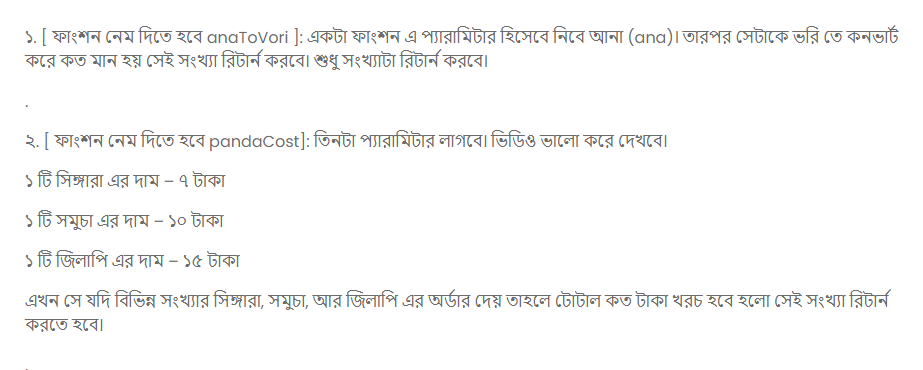 ১. [ ফাংশন নেম দিতে হবে anaToVori ]: একটা ফাংশন এ প্যারামিটার হিসেবে নিবে আনা (ana)। তারপর সেটাকে ভরি তে কনভার্ট
করে কত মান হয় সেই সংখ্যা রিটার্ন করবে। শুধু সংখ্যাটা রিটার্ন করবে।
.
২. [ ফাংশন নেম দিতে হবে pandaCost]: তিনটা প্যারামিটার লাগবে। ভিডিও ভালো করে দেখবে।
১ টি সিঙ্গারা এর দাম – ৭ টাকা
১ টি সমুচা এর দাম – ১০ টাকা
১ টি জিলাপি এর দাম – ১৫ টাকা
এখন সে যদি বিভিন্ন সংখ্যার সিঙ্গারা, সমুচা, আর জিলাপি এর অর্ডার দেয় তাহলে টোটাল কত টাকা খরচ হবে হলো সেই সংখ্যা রিটার্ন
করতে হবে।
.